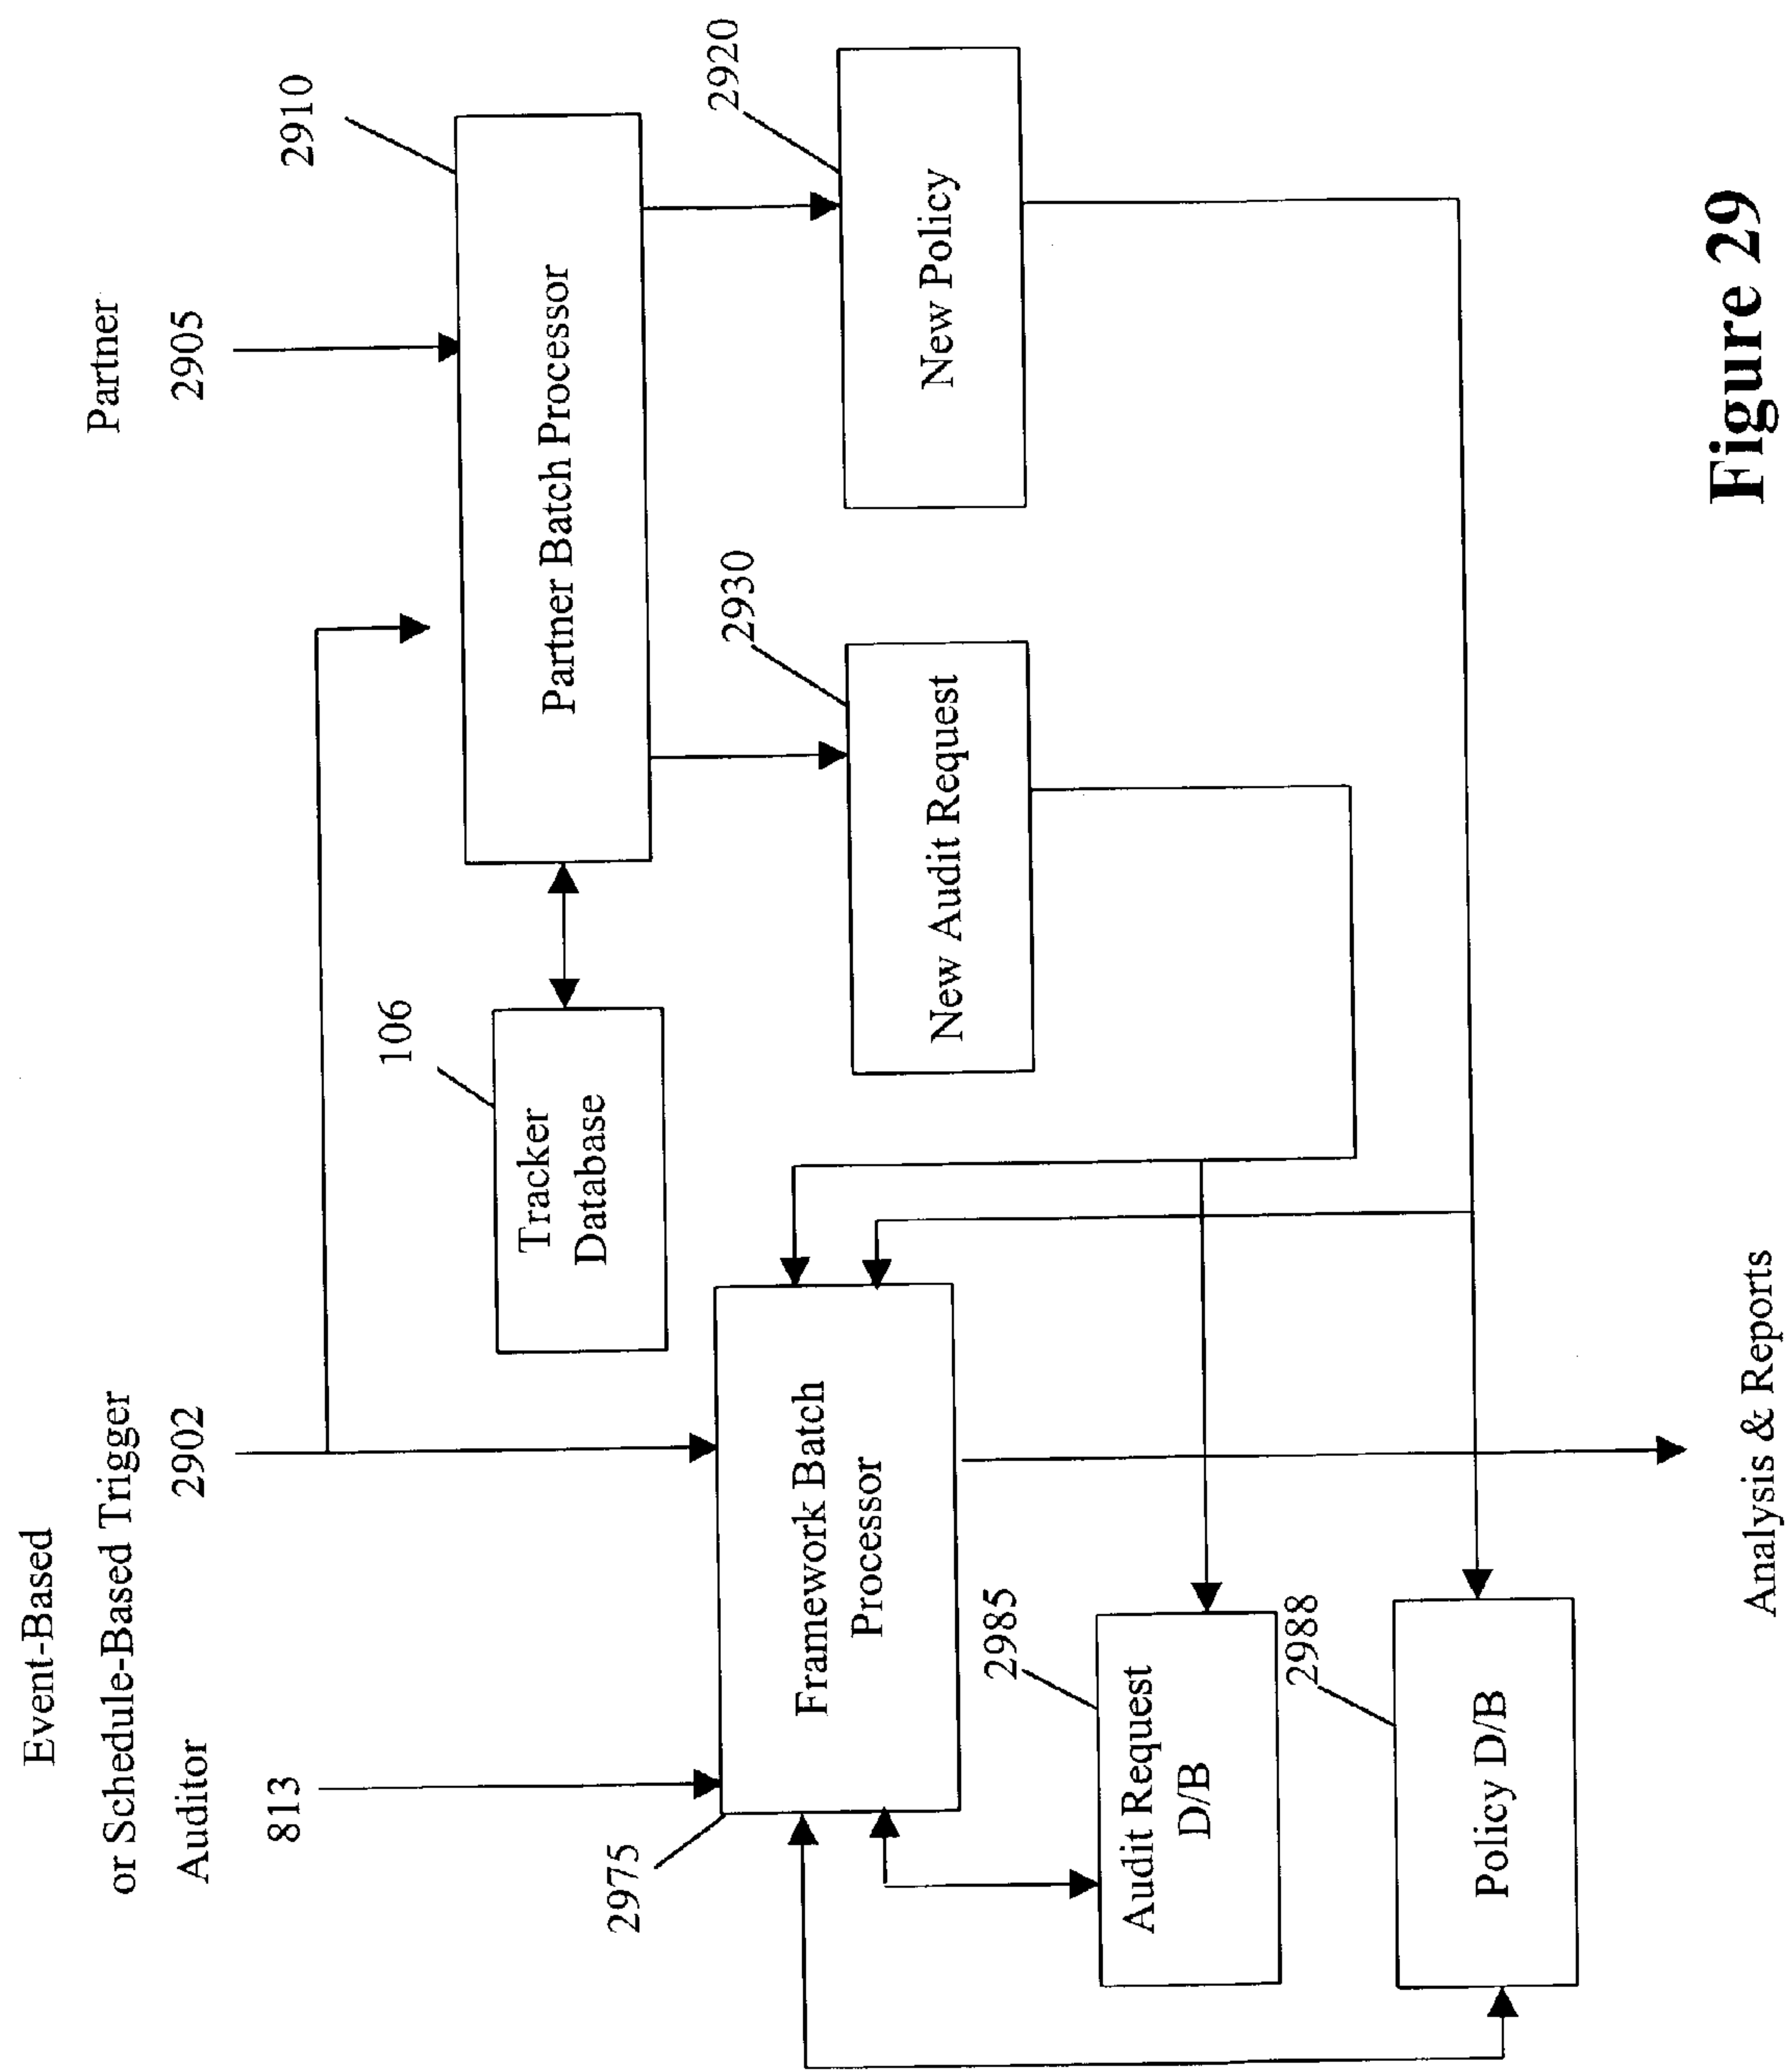 Event-Based
or Schedule-Based Trigger
Auditor
2902
813
Partner
2905
2910
Partner Batch Processor
106
Tracker
Database
2920
New Policy
2930
New Audit Request
2975
Framework Batch
Processor
2985
Audit Request
D/B
2988
Policy D/B
Analysis & Reports
Figure 29